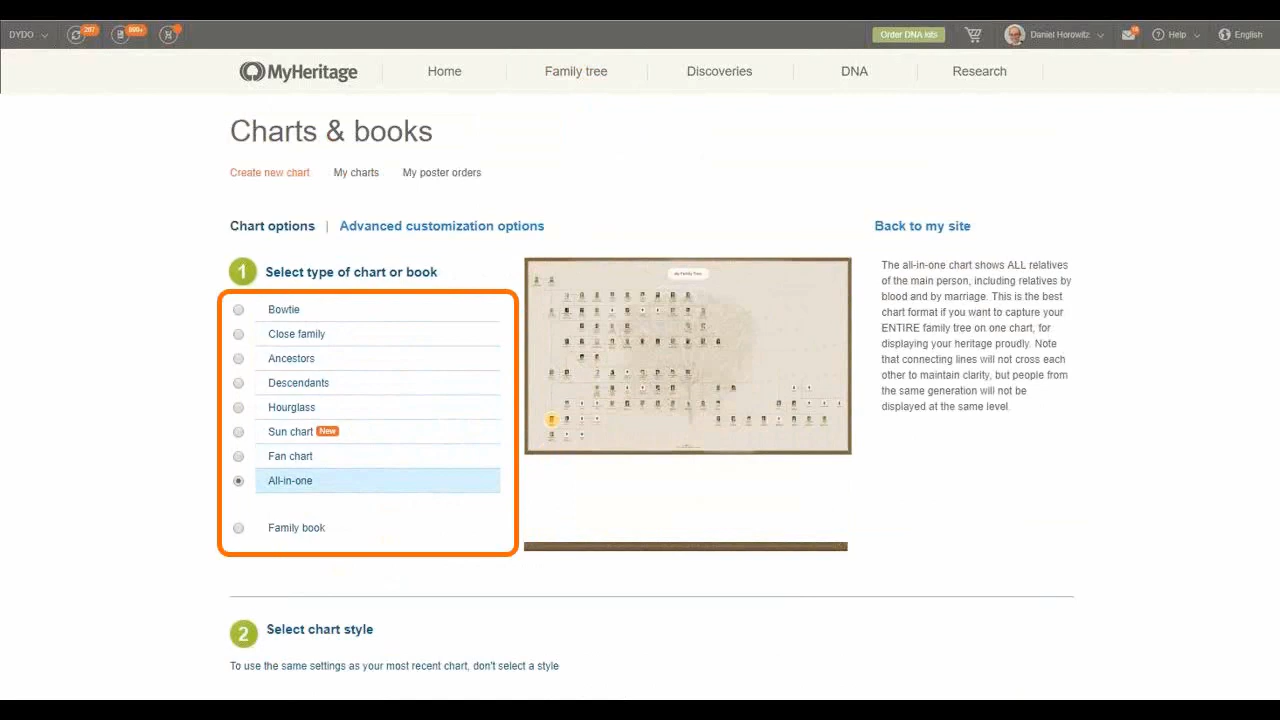 DYDO 267 999+ Order DNA kits Daniel Horowitz Help English
MyHeritage Home Family tree Discoveries DNA Research
Charts & books
Create new chart My charts My poster orders
Chart options | Advanced customization options Back to my site
1 Select type of chart or book
Bowtie
Close family
Ancestors
Descendants
Hourglass
Sun chart New
Fan chart
All-in-one
Family book
My Family Tree
The all-in-one chart shows ALL relatives
of the main person, including relatives by
blood and by marriage. This is the best
chart format if you want to capture your
ENTIRE family tree on one chart, for
displaying your heritage proudly. Note
that connecting lines will not cross each
other to maintain clarity, but people from
the same generation will not be
displayed at the same level.
2 Select chart style
To use the same settings as your most recent chart, don't select a style